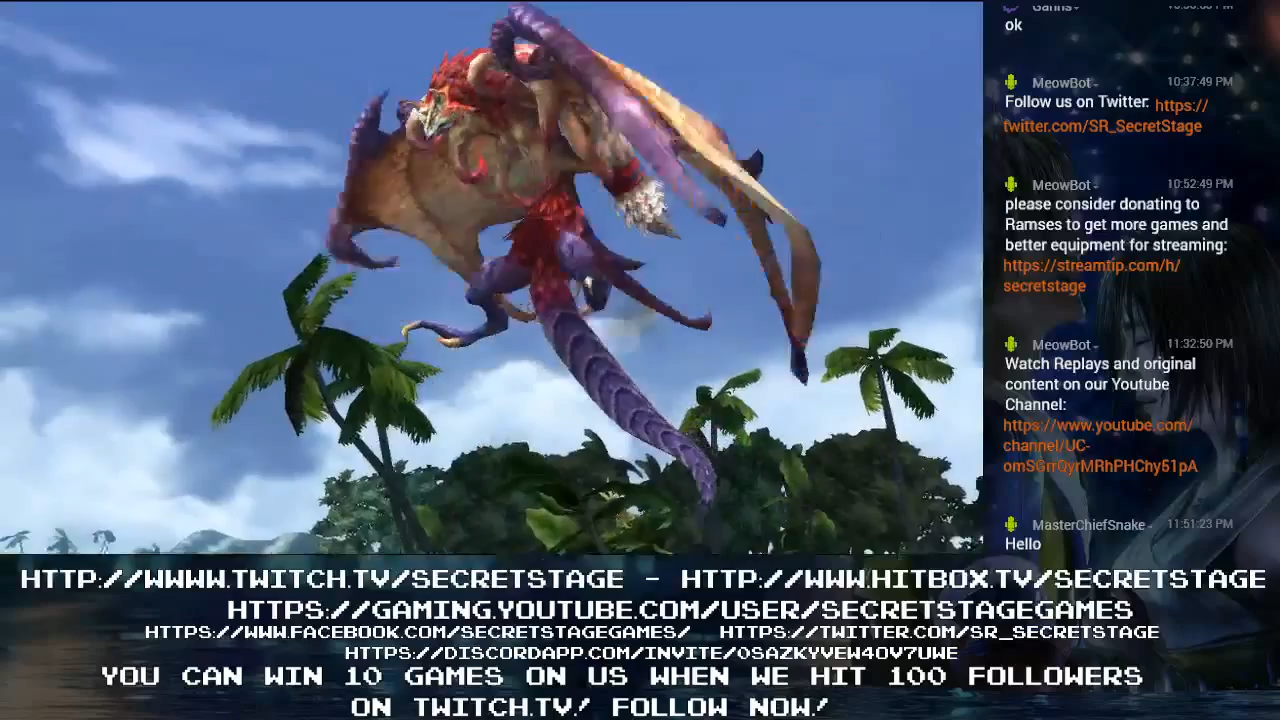 ok
MeowBot- 10:37:49 PM
Follow us on Twitter: https://
twitter.com/SR_SecretStage
MeowBot- 10:52:49 PM
please consider donating to
Ramses to get more games and
better equipment for streaming:
https://streamtip.com/h/
secretstage
MeowBot- 11:32:50 PM
Watch Replays and original
content on our Youtube
Channel:
https://www.youtube.com/
channel/UC-
omSGrrQyrMRhPHChy51pA
MasterChiefSnake - 11:51:23 PM
Hello
HTTP://WWWW.TWITCH.TV/SECRETSTAGE - HTTP://WWW.HITBOX.TV/SECRETSTAGE
HTTPS://GAMING.YOUTUBE.COM/USER/SECRETSTAGEGAMES
HTTPS://WWW.FACEBOOK.COM/SECRETSTAGEGAMES/ HTTPS://TWITTER.COM/SR_SECRETSTAGE
HTTPS://DISCORDAPP.COM/INVITE/0SAZKYVEW4OV7UWE
YOU CAN WIN 10 GAMES ON US WHEN WE HIT 100 FOLLOWERS
ON TWITCH.TV! FOLLOW NOW!